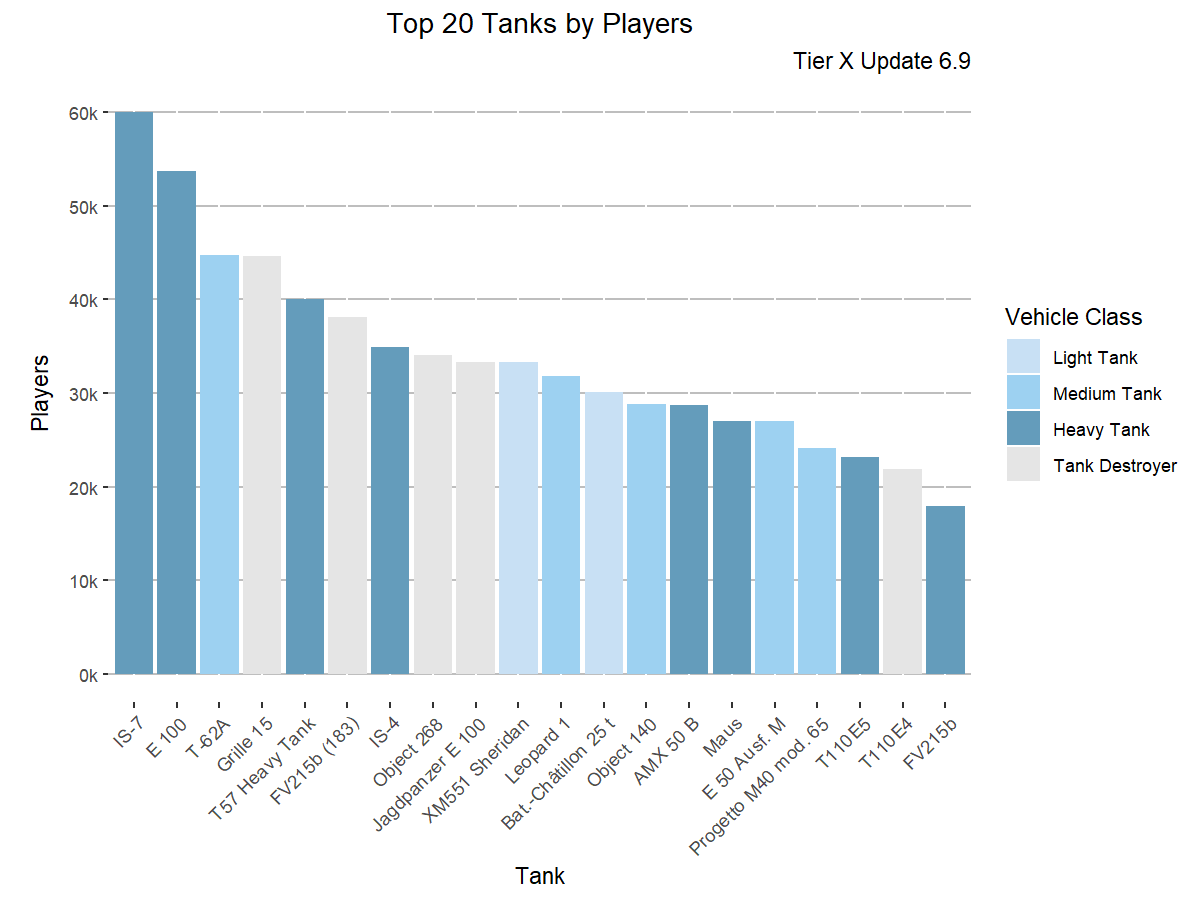 Top 20 Tanks by Players
Tier X Update 6.9
Players
60k
50k
40k
30k
20k
10k
0k
IS-7
E 100
T-62A
Grille 15
T57 Heavy Tank
FV215b (183)
IS-4
Object 268
Jagdpanzer E 100
XM551 Sheridan
Leopard 1
Bat.-Châtillon 25 t
Object 140
AMX 50 B
Maus
E 50 Ausf. M
Progetto M40 mod. 65
T110E5
T110E4
FV215b
Tank
Vehicle Class
Light Tank
Medium Tank
Heavy Tank
Tank Destroyer